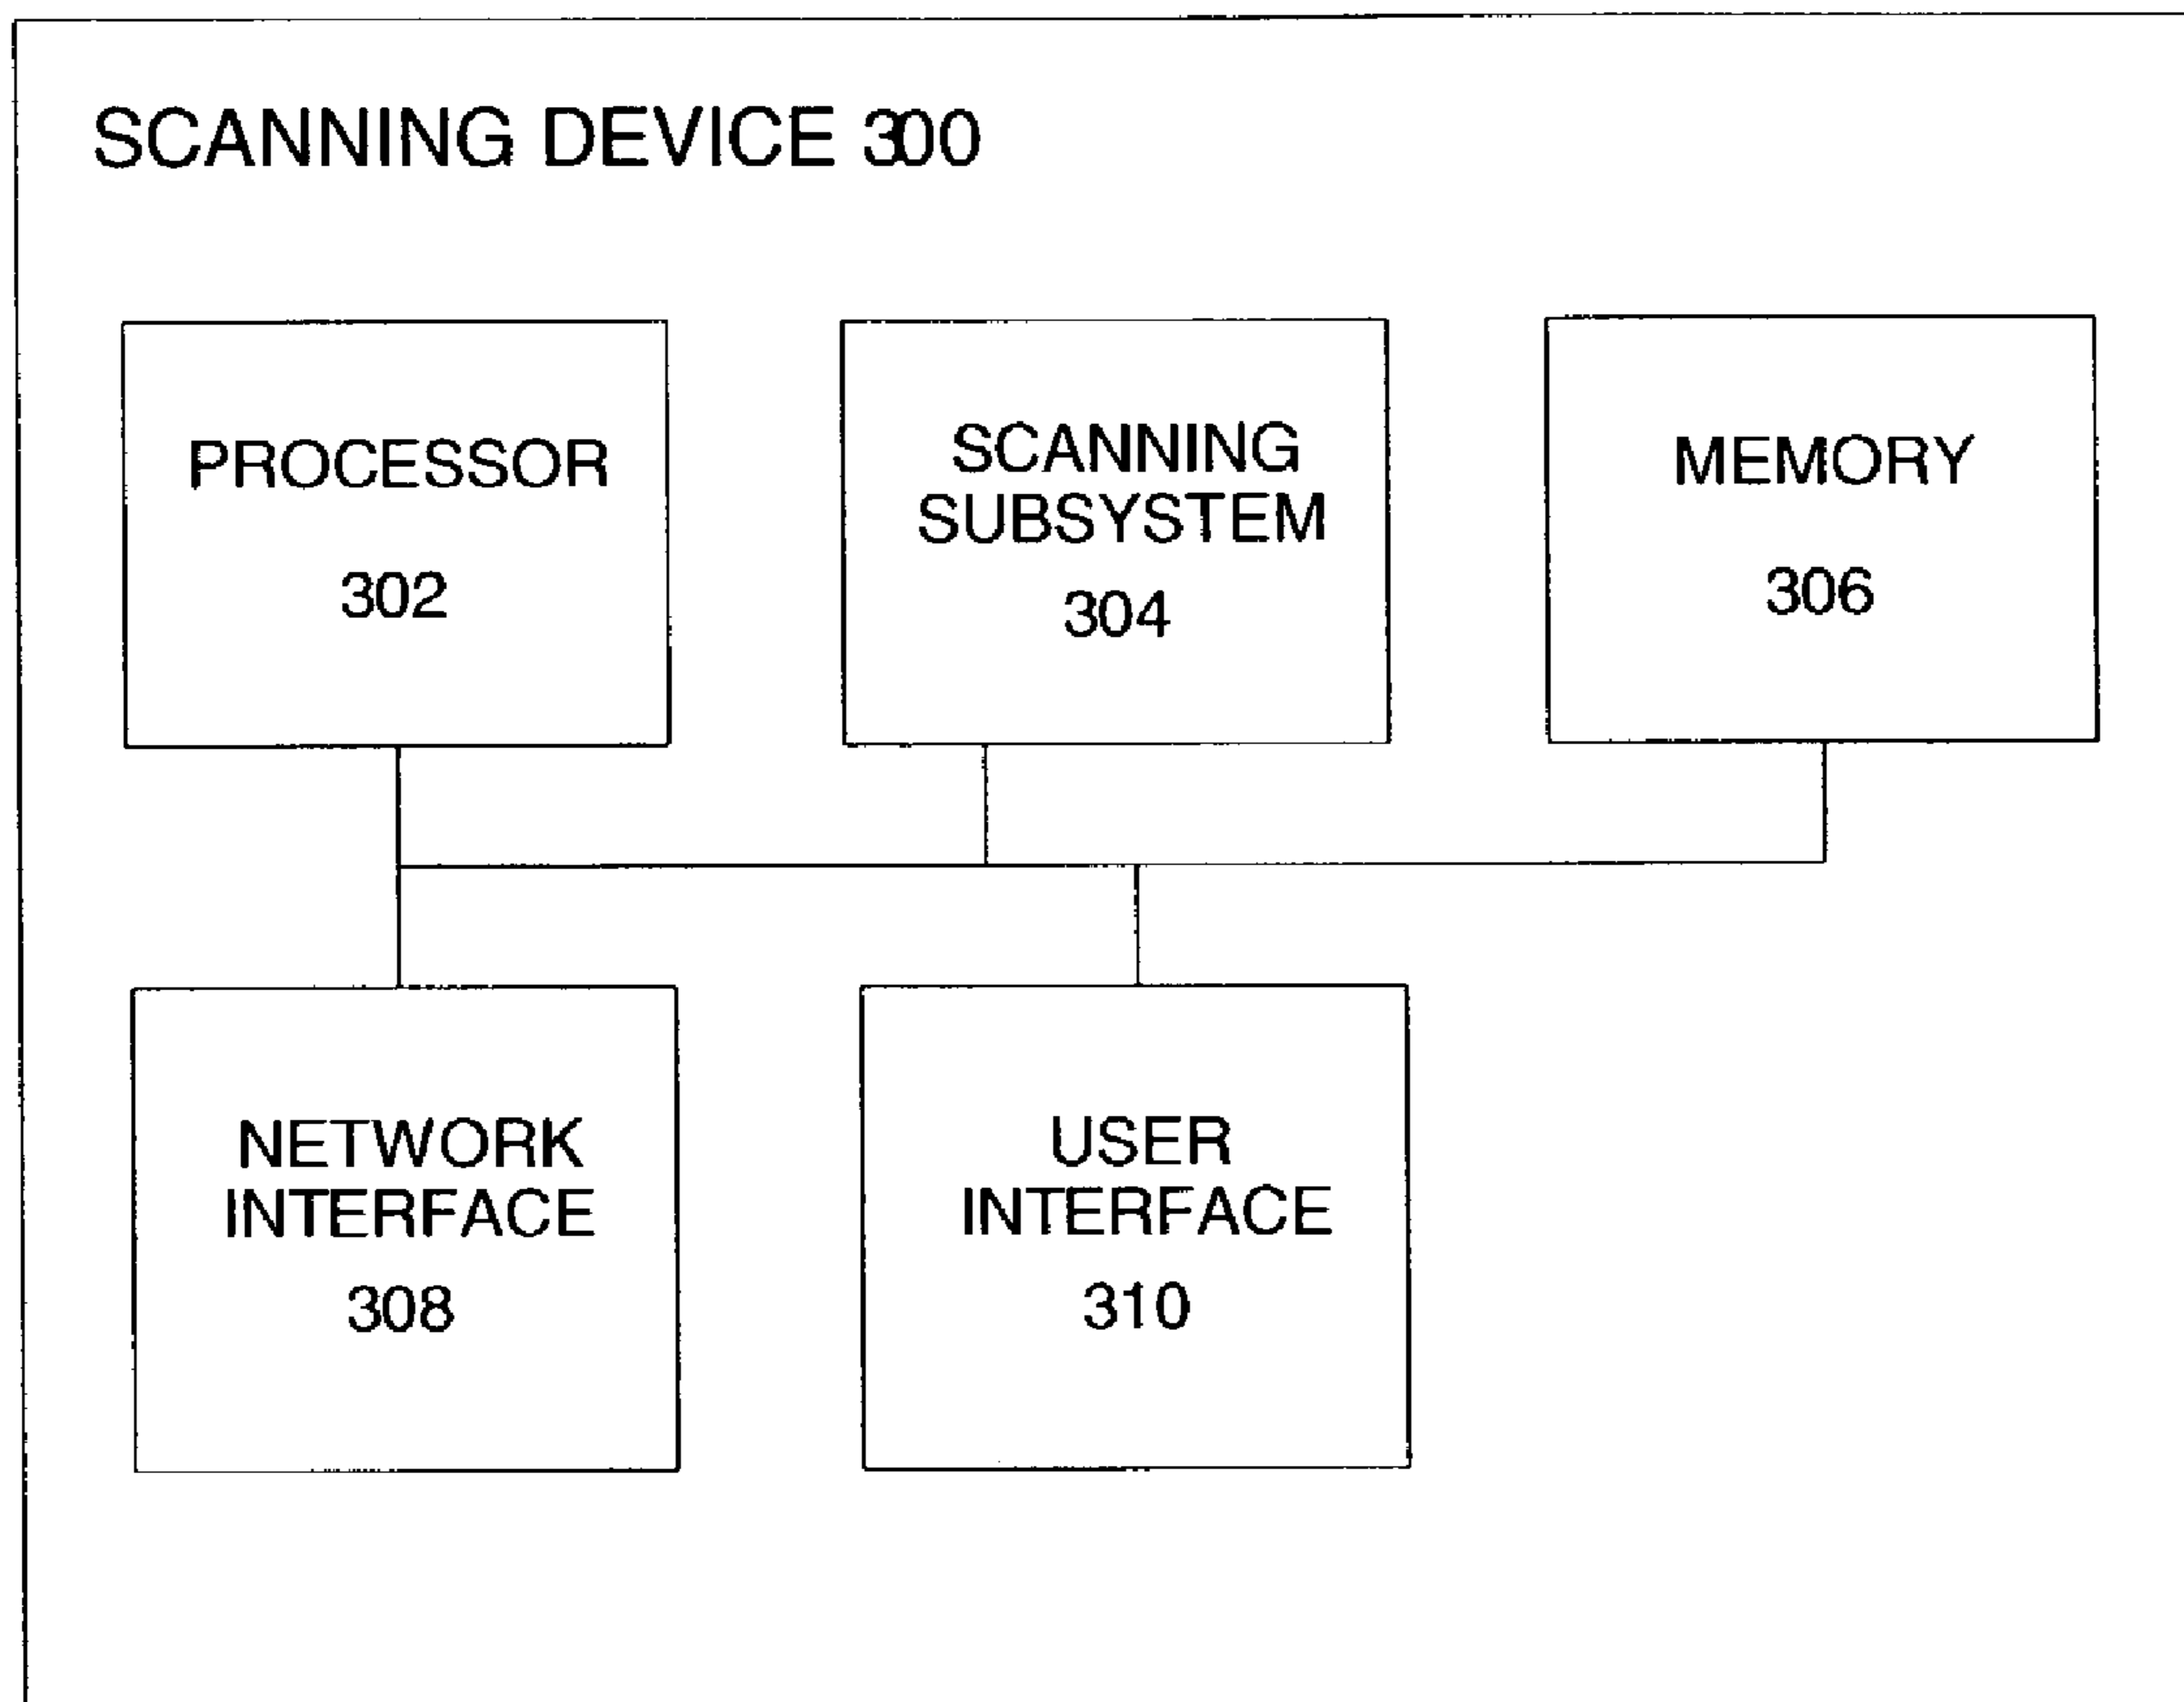 SCANNING DEVICE 300
PROCESSOR
302
SCANNING
SUBSYSTEM
304
MEMORY
306
NETWORK
INTERFACE
308
USER
INTERFACE
310